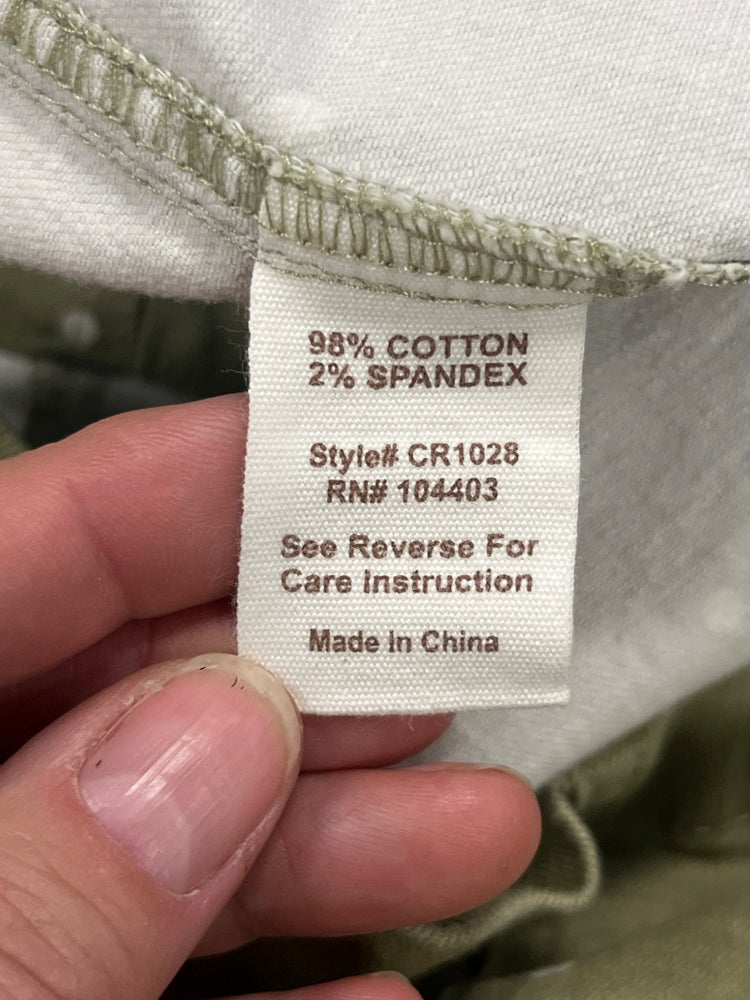 98% COTTON
2% SPANDEX
Style# CR1028
RN# 104403
See Reverse For
Care Instruction
Made In China